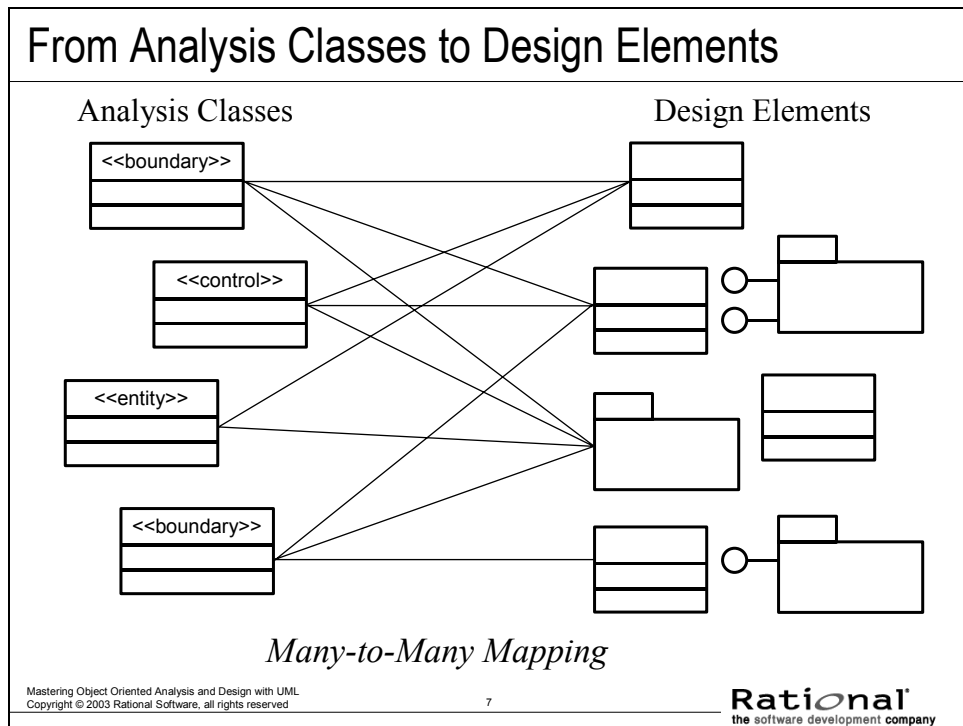 From Analysis Classes to Design Elements
Analysis Classes
Design Elements
<<boundary>>
<<control>>
<<entity>>
<<boundary>>
Many-to-Many Mapping
Mastering Object Oriented Analysis and Design with UML
Copyright © 2003 Rational Software, all rights reserved
7
Rational
the software development company